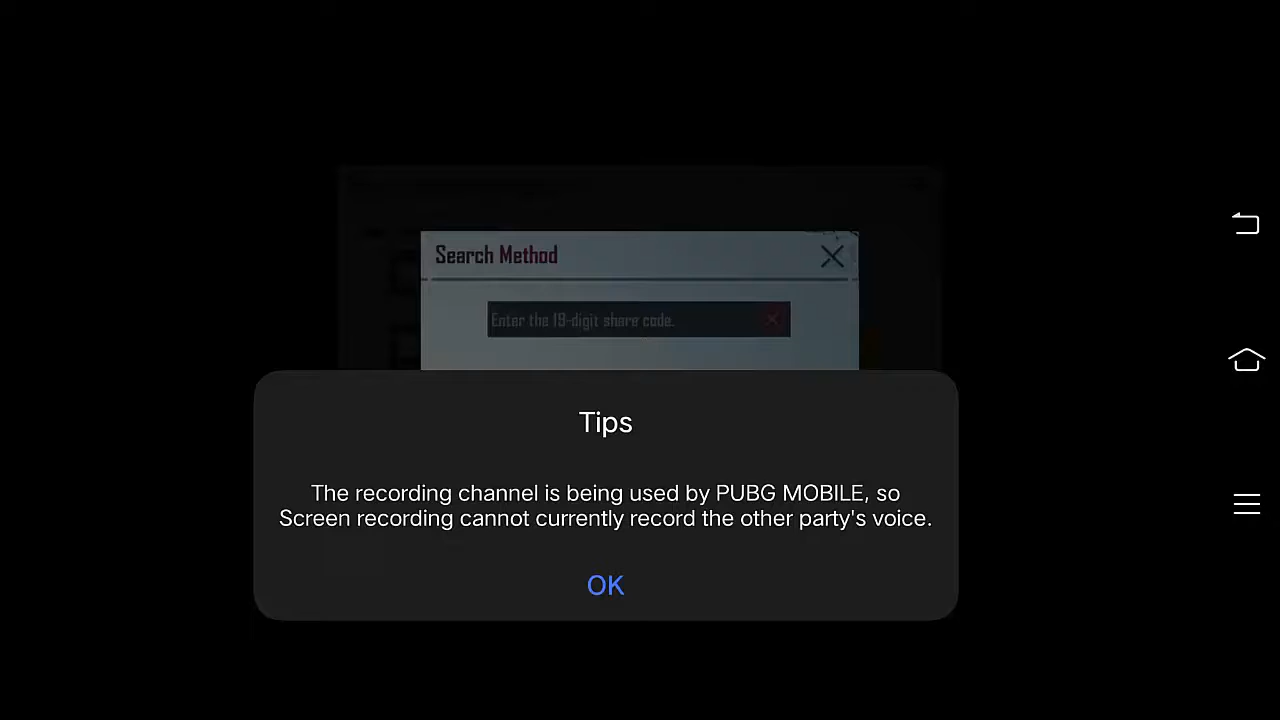 Search Method
Enter the 19-digit share code.
Tips
The recording channel is being used by PUBG MOBILE, so
Screen recording cannot currently record the other party's voice.
OK